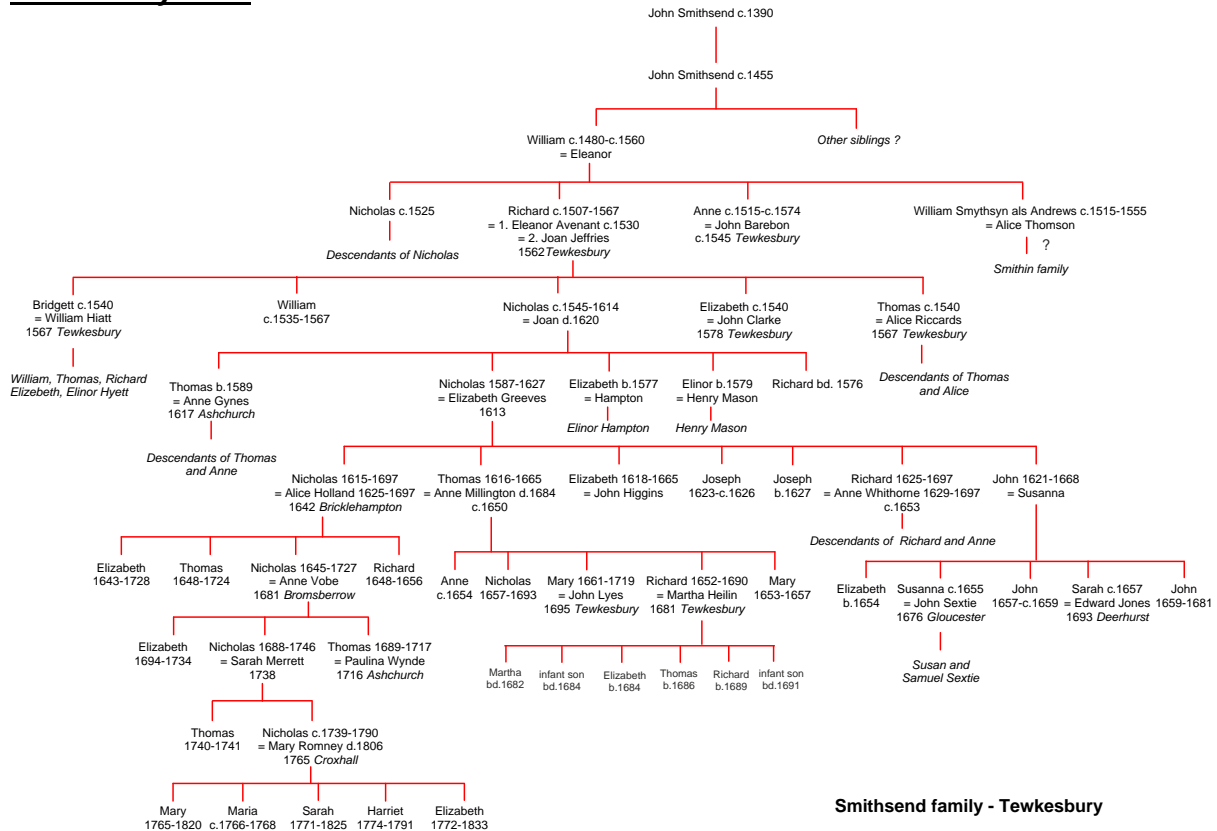 John Smithsend c.1390
John Smithsend c.1455
William c.1480-c.1560
= Eleanor
Other siblings ?
Nicholas c.1525
Descendants of Nicholas
Richard c.1507-1567
= 1. Eleanor Avenant c.1530
= 2. Joan Jeffries
1562Tewkesbury
Anne c.1515-c.1574
= John Barebon
c.1545 Tewkesbury
William Smythsyn als Andrews c.1515-1555
= Alice Thomson
?
Smithin family
Bridgett c.1540
= William Hiatt
1567 Tewkesbury
William, Thomas, Richard
Elizebeth, Elinor Hyett
William
c.1535-1567
Nicholas c.1545-1614
= Joan d.1620
Elizabeth c.1540
= John Clarke
1578 Tewkesbury
Thomas c.1540
= Alice Riccards
1567 Tewkesbury
Descendants of Thomas
and Alice
Thomas b.1589
= Anne Gynes
1617 Ashchurch
Descendants of Thomas
and Anne
Nicholas 1587-1627
= Elizabeth Greeves
1613
Elizabeth b.1577
= Hampton
Elinor Hampton
Elinor b.1579
= Henry Mason
Henry Mason
Richard bd. 1576
Nicholas 1615-1697
= Alice Holland 1625-1697
1642 Bricklehampton
Thomas 1616-1665
= Anne Millington d.1684
c.1650
Elizabeth 1618-1665
= John Higgins
Joseph
1623-c.1626
Joseph
b.1627
Richard 1625-1697
= Anne Whithorne 1629-1697
c.1653
Descendants of Richard and Anne
John 1621-1668
= Susanna
Elizabeth
1643-1728
Thomas
1648-1724
Nicholas 1645-1727
= Anne Vobe
1681 Bromsberrow
Richard
1648-1656
Anne
c.1654
Nicholas
1657-1693
Mary 1661-1719
= John Lyes
1695 Tewkesbury
Richard 1652-1690
= Martha Heilin
1681 Tewkesbury
Mary
1653-1657
Elizabeth
b.1654
Susanna c.1655
= John Sextie
1676 Gloucester
Susan and
Samuel Sextie
John
1657-c.1659
Sarah c.1657
= Edward Jones
1693 Deerhurst
John
1659-1681
Elizabeth
1694-1734
Nicholas 1688-1746
= Sarah Merrett
1738
Thomas 1689-1717
= Paulina Wynde
1716 Ashchurch
Martha
bd.1682
infant son
bd.1684
Elizabeth
b.1684
Thomas
b.1686
Richard
b.1689
infant son
bd.1691
Thomas
1740-1741
Nicholas c.1739-1790
= Mary Romney d.1806
1765 Croxhall
Mary
1765-1820
Maria
c.1766-1768
Sarah
1771-1825
Harriet
1774-1791
Elizabeth
1772-1833
Smithsend family - Tewkesbury